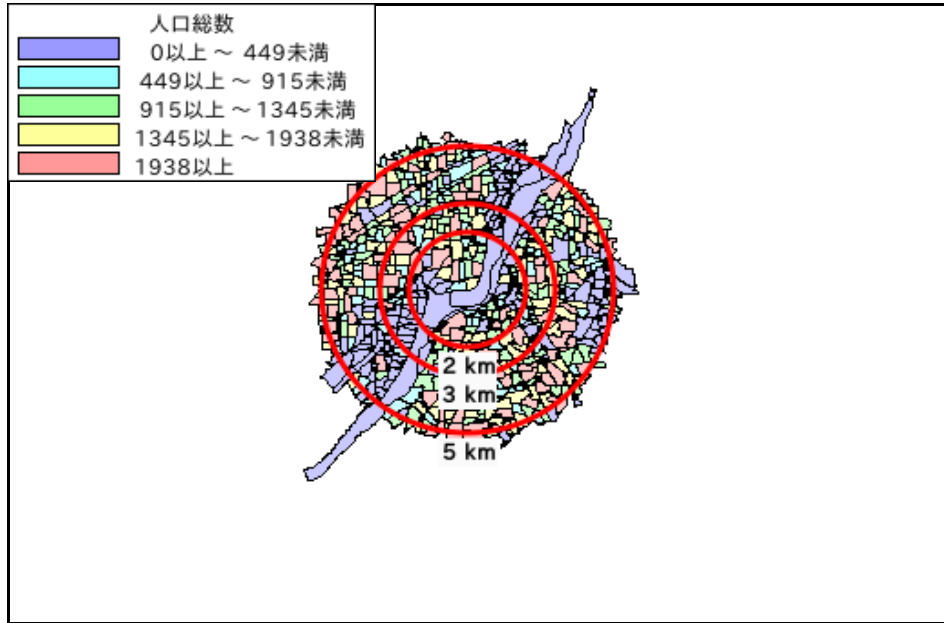 人口総数
0以上 ～ 449未満
449以上 ～ 915未満
915以上 ～ 1345未満
1345以上 ～ 1938未満
1938以上
2 km
3 km
5 km